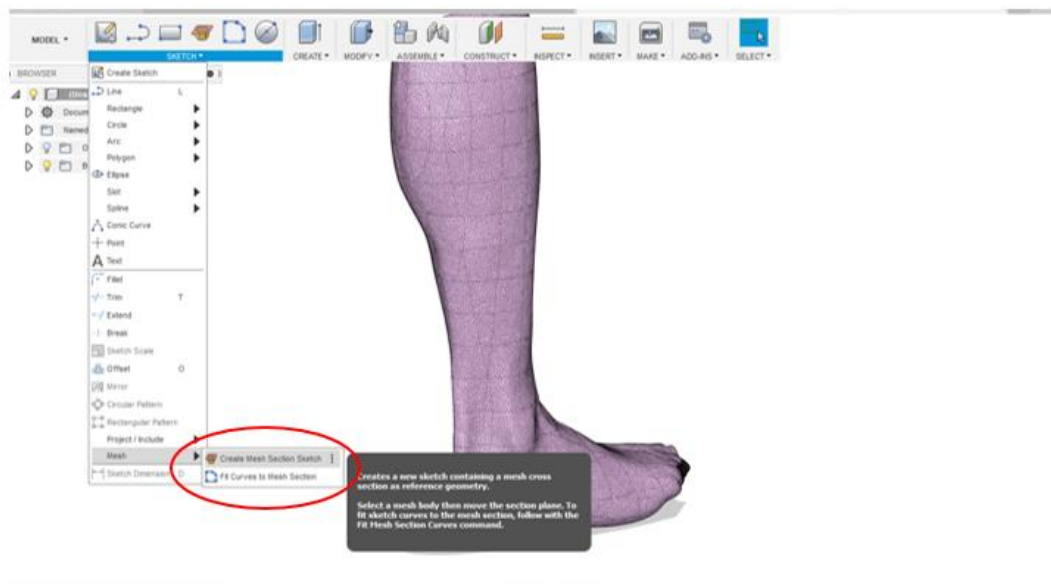 MODEL
SKETCH
CREATE
MODIFY
ASSEMBLE
CONSTRUCT
INSPECT
INSERT
MAKE
ADD-INS
SELECT
BROWSER
Create Sketch
Line L
Rectangle
Circle
Arc
Polygon
Ellipse
Slot
Spline
Conic Curve
Point
Text
Fillet
Trim T
Extend
Break
Sketch Scale
Offset O
Mirror
Circular Pattern
Rectangular Pattern
Project / Include
Mesh
Sketch Dimension D
Docum
Named
O
B
Create Mesh Section Sketch
Fit Curves to Mesh Section
Creates a new sketch containing a mesh cross
section as reference geometry.
Select a mesh body then move the section plane. To
fit sketch curves to the mesh section, follow with the
Fit Mesh Section Curves command.